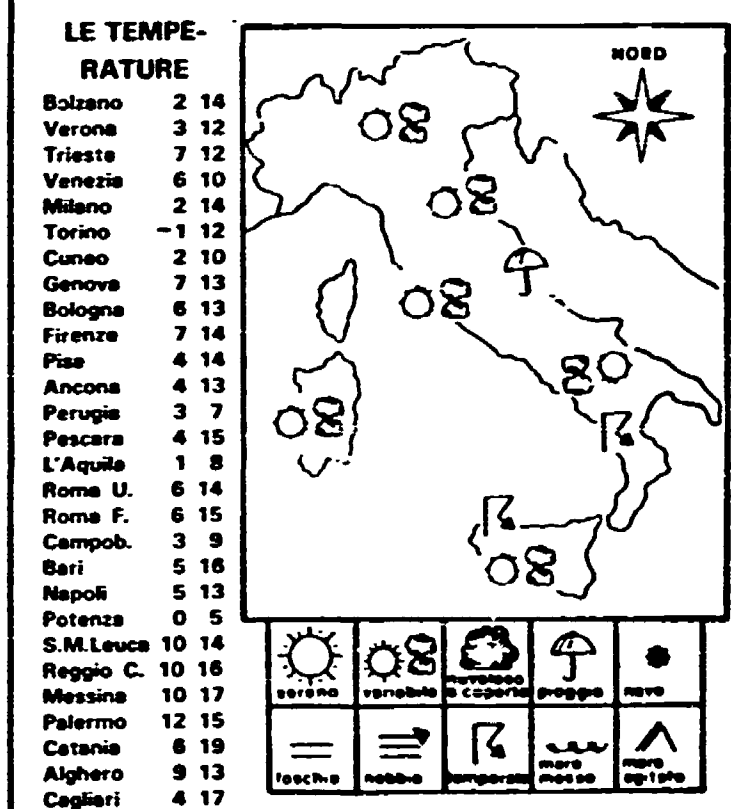 LE TEMPE-
RATURE
Bolzano 2 14
Verona 3 12
Trieste 7 12
Venezia 6 10
Milano 2 14
Torino -1 12
Cuneo 2 10
Genova 7 13
Bologna 6 13
Firenze 7 14
Pisa 4 14
Ancona 4 13
Perugia 3 7
Pescara 4 15
L'Aquila 1 8
Roma U. 6 14
Roma F. 6 15
Campob. 3 9
Bari 5 16
Napoli 5 13
Potenza 0 5
S.M.Leuca 10 14
Reggio C. 10 16
Messina 10 17
Palermo 12 15
Catania 6 19
Alghero 9 13
Cagliari 4 17
NORD
sereno
variabile
nuvoloso
o coperto
pioggia
neve
foschia
nebbia
temporale
mare
mosso
mare
agitato